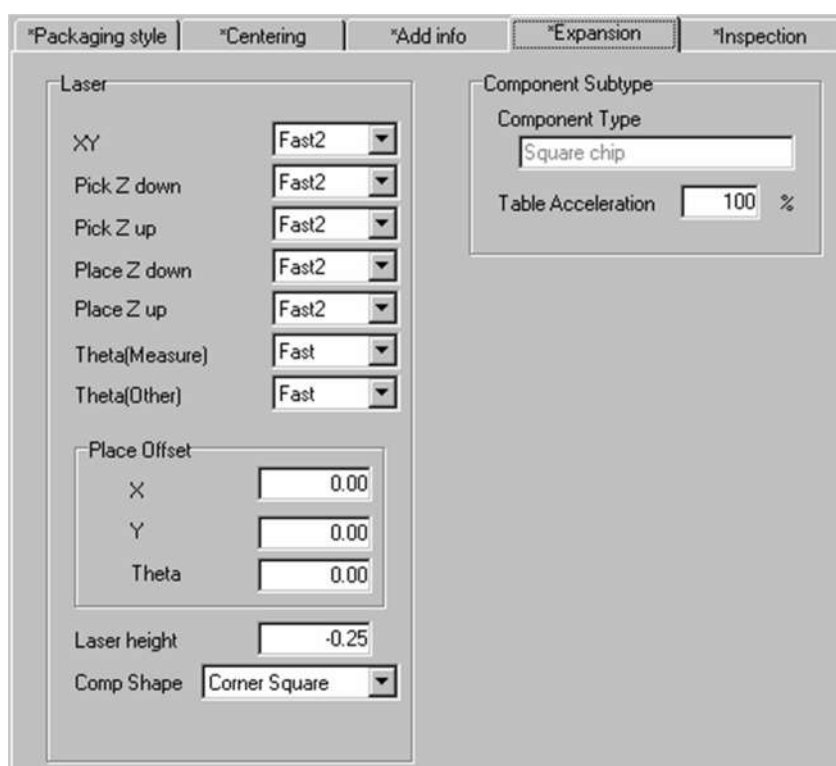 *Packaging style *Centering *Add info *Expansion *Inspection
Laser
XY Fast2
Pick Z down Fast2
Pick Z up Fast2
Place Z down Fast2
Place Z up Fast2
Theta(Measure) Fast
Theta(Other) Fast
Place Offset
X 0.00
Y 0.00
Theta 0.00
Laser height -0.25
Comp Shape Corner Square
Component Subtype
Component Type
Square chip
Table Acceleration 100 %